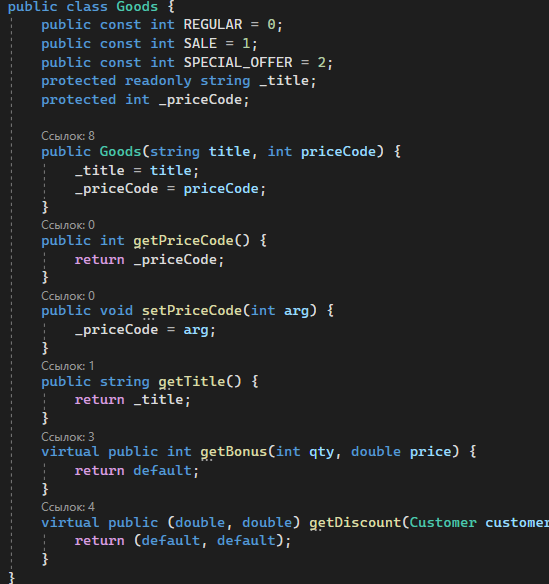 public class Goods {
public const int REGULAR = 0;
public const int SALE = 1;
public const int SPECIAL_OFFER = 2;
protected readonly string _title;
protected int _priceCode;
Ссылок: 8
public Goods(string title, int priceCode) {
_title = title;
_priceCode = priceCode;
}
Ссылок: 0
public int getPriceCode() {
return _priceCode;
}
Ссылок: 0
public void setPriceCode(int arg) {
_priceCode = arg;
}
Ссылок: 1
public string getTitle() {
return _title;
}
Ссылок: 3
virtual public int getBonus(int qty, double price) {
return default;
}
Ссылок: 4
virtual public (double, double) getDiscount(Customer customer
return (default, default);
}
}